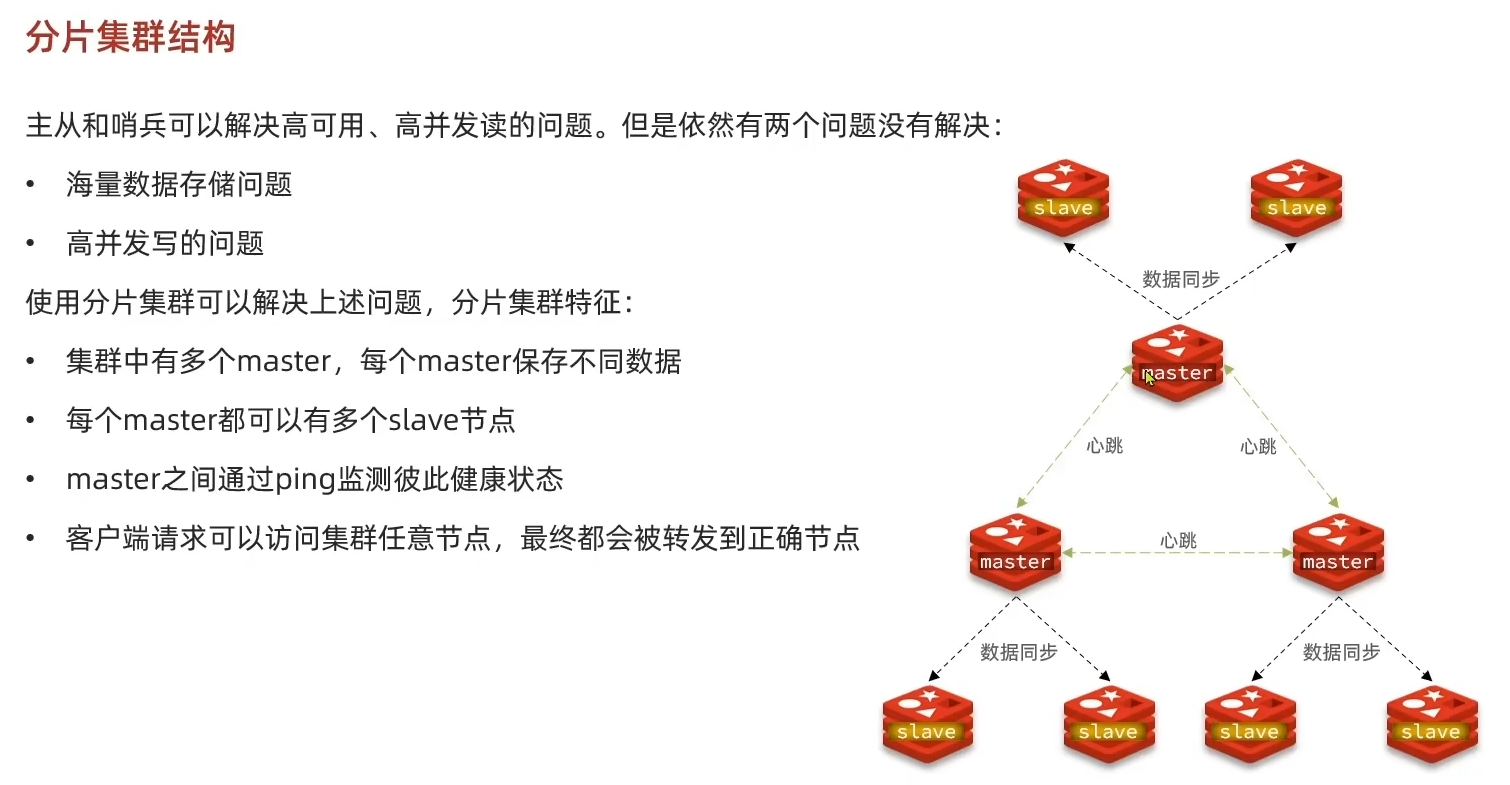 分片集群结构
主从和哨兵可以解决高可用、高并发读的问题。但是依然有两个问题没有解决：
• 海量数据存储问题
• 高并发写的问题
使用分片集群可以解决上述问题，分片集群特征：
• 集群中有多个master，每个master保存不同数据
• 每个master都可以有多个slave节点
• master之间通过ping监测彼此健康状态
• 客户端请求可以访问集群任意节点，最终都会被转发到正确节点
slave
slave
数据同步
master
心跳
心跳
心跳
master
master
数据同步
数据同步
slave
slave
slave
slave